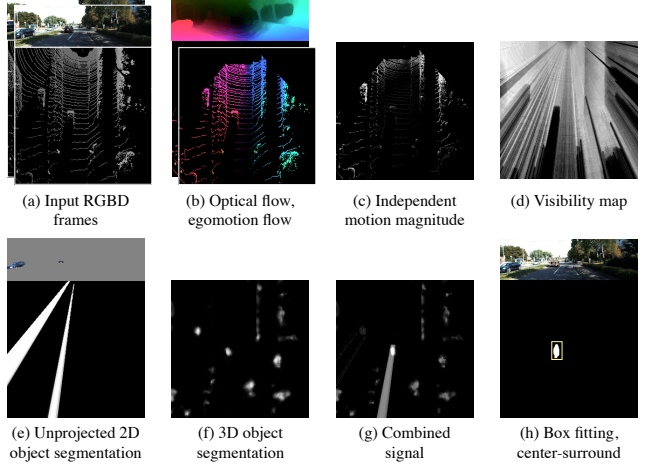 (a) Input RGBD
frames
(b) Optical flow,
egomotion flow
(c) Independent
motion magnitude
(d) Visibility map
(e) Unprojected 2D
object segmentation
(f) 3D object
segmentation
(g) Combined
signal
(h) Box fitting,
center-surround